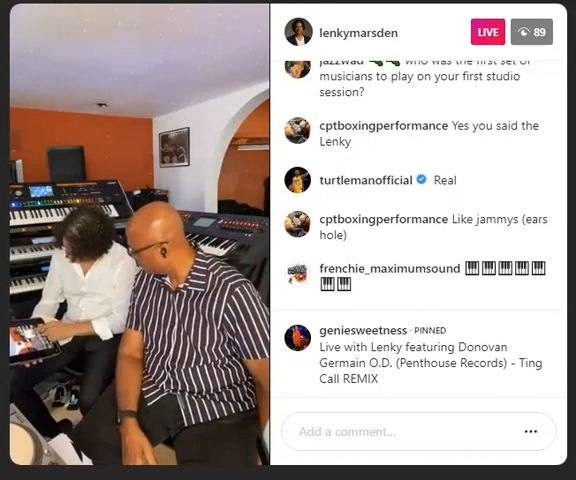 lenkymarsden
LIVE
89
jazzwad who was the first set of
musicians to play on your first studio
session?
cptboxingperformance Yes you said the
Lenky
turtlemanofficial Real
cptboxingperformance Like jammys (ears
hole)
frenchie_maximumsound
geniesweetness · PINNED
Live with Lenky featuring Donovan
Germain O.D. (Penthouse Records) - Ting
Call REMIX
Add a comment...